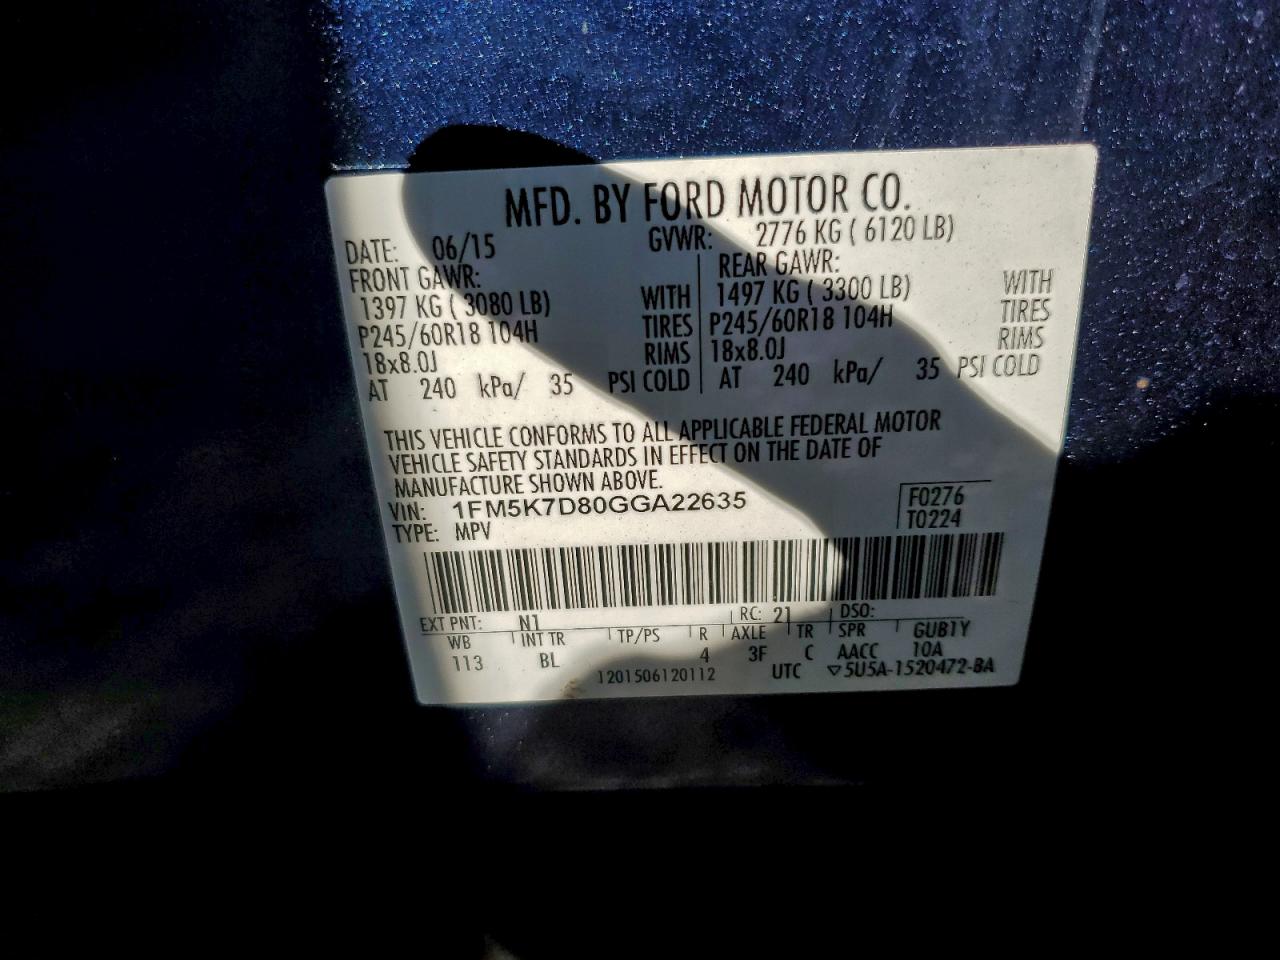 MFD. BY FORD MOTOR CO.
DATE: 06/15 GVWR: 2776 KG ( 6120 LB)
FRONT GAWR: REAR GAWR:
1397 KG ( 3080 LB) WITH 1497 KG ( 3300 LB) WITH
P245/60R18 104H TIRES P245/60R18 104H TIRES
18x8.0J RIMS 18x8.0J RIMS
AT 240 kPa/ 35 PSI COLD AT 240 kPa/ 35 PSI COLD
THIS VEHICLE CONFORMS TO ALL APPLICABLE FEDERAL MOTOR
VEHICLE SAFETY STANDARDS IN EFFECT ON THE DATE OF
MANUFACTURE SHOWN ABOVE.
VIN: 1FM5K7D80GGA22635 F0276
TYPE: MPV T0224
EXT PNT: N1 RC: 21 DSO:
WB INT TR TP/PS R AXLE TR SPR GUB1Y
113 BL 4 3F C AACC 10A
1201506120112 UTC ▽5U5A-1520472-BA